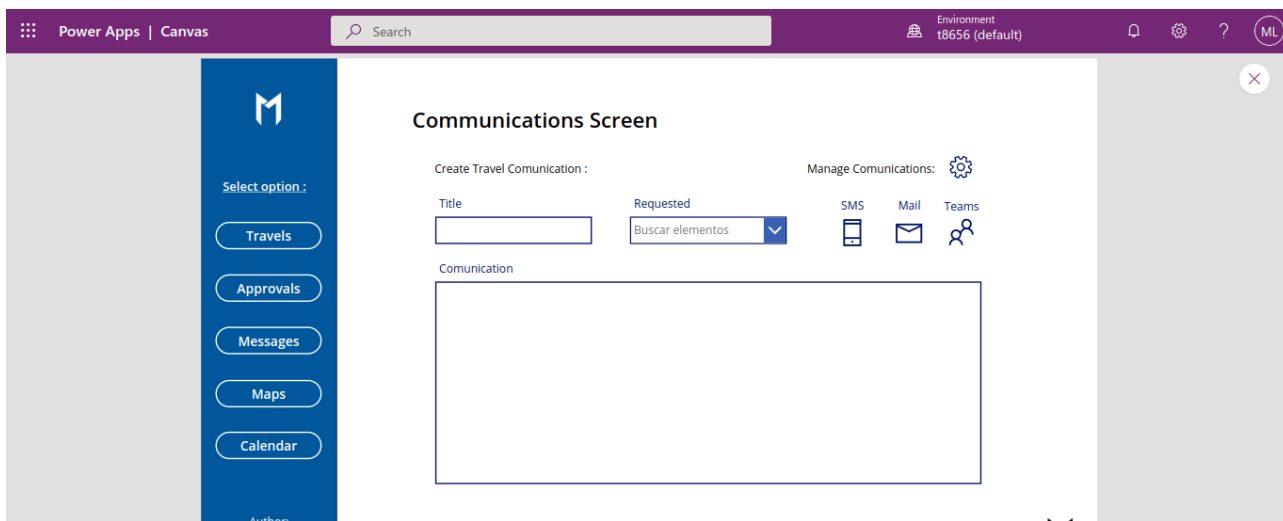 Power Apps | Canvas
Search
Environment
t8656 (default)
?
ML
M
Select option :
Travels
Approvals
Messages
Maps
Calendar
Author:
Communications Screen
Create Travel Comunication :
Manage Comunications:
Title
Requested
SMS
Mail
Teams
Buscar elementos
Comunication